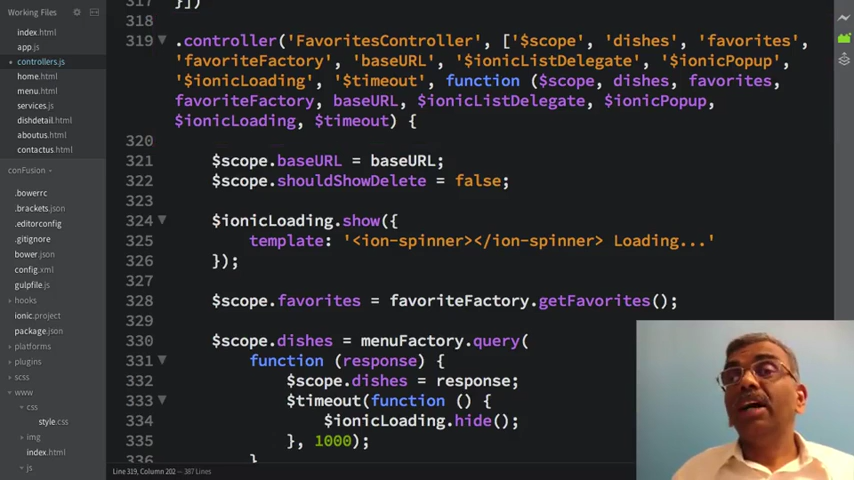 Working Files
index.html
app.js
controllers.js
home.html
menu.html
services.js
dishdetail.html
aboutus.html
contactus.html
conFusion
.bowerrc
.brackets.json
.editorconfig
.gitignore
bower.json
config.xml
gulpfile.js
hooks
ionic.project
package.json
platforms
plugins
scss
www
css
style.css
img
index.html
js
317 }])
318
319 .controller('FavoritesController', ['$scope', 'dishes', 'favorites',
'favoriteFactory', 'baseURL', '$ionicListDelegate', '$ionicPopup',
'$ionicLoading', '$timeout', function ($scope, dishes, favorites,
favoriteFactory, baseURL, $ionicListDelegate, $ionicPopup,
$ionicLoading, $timeout) {
320
321 $scope.baseURL = baseURL;
322 $scope.shouldShowDelete = false;
323
324 $ionicLoading.show({
325 template: '<ion-spinner></ion-spinner> Loading...'
326 });
327
328 $scope.favorites = favoriteFactory.getFavorites();
329
330 $scope.dishes = menuFactory.query(
331 function (response) {
332 $scope.dishes = response;
333 $timeout(function () {
334 $ionicLoading.hide();
335 }, 1000);
336
Line 319, Column 202 — 387 Lines